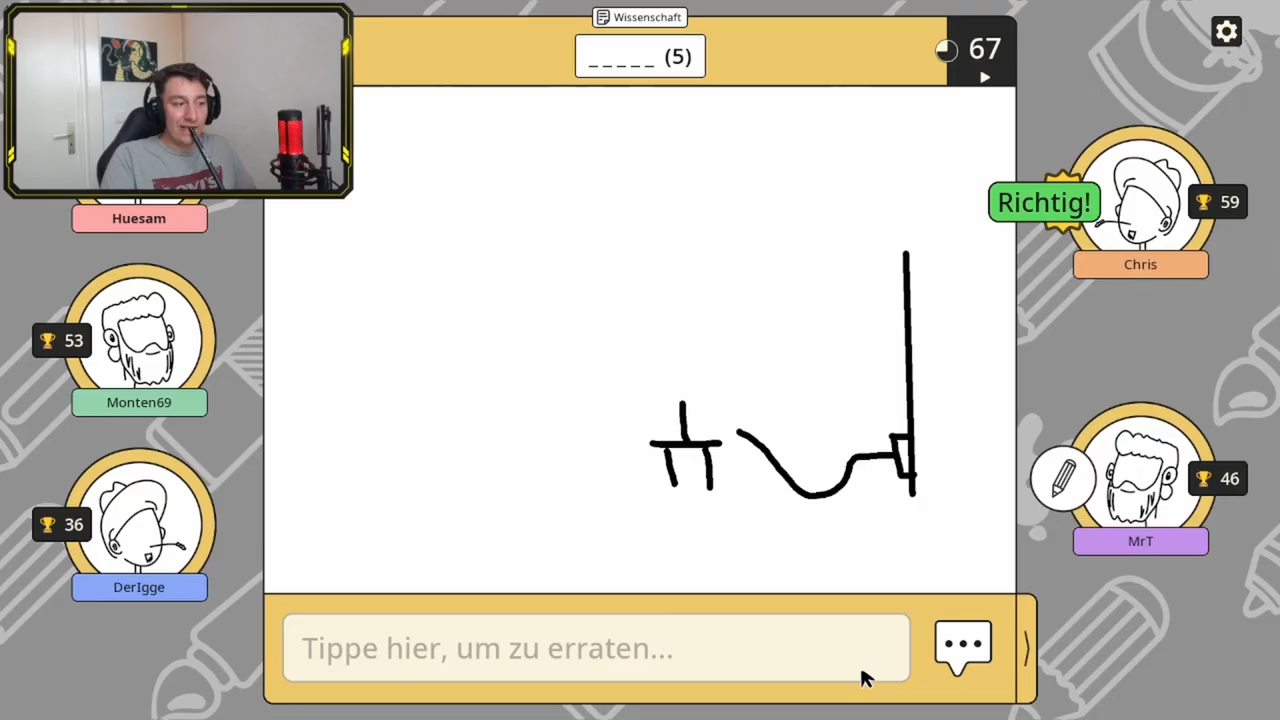 Wissenschaft
_ _ _ _ _ (5)
67
Richtig!
59
Chris
Huesam
53
Monten69
46
MrT
36
DerIgge
Tippe hier, um zu erraten...